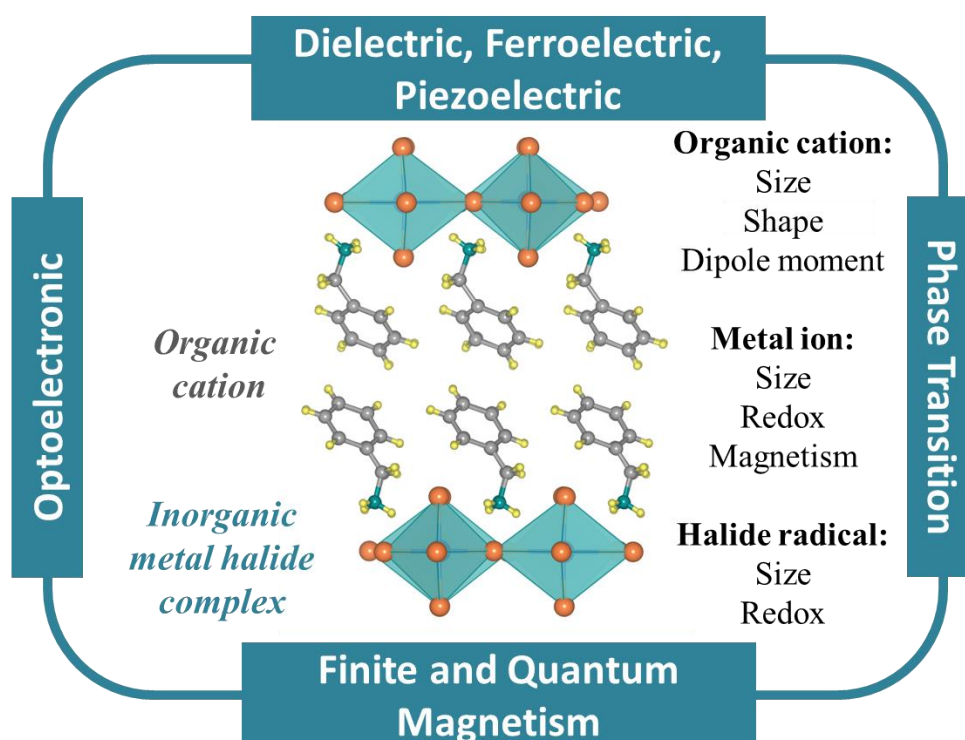 Dielectric, Ferroelectric,
Piezoelectric
Optoelectronic
Organic
cation
Inorganic
metal halide
complex
Organic cation:
Size
Shape
Dipole moment
Metal ion:
Size
Redox
Magnetism
Halide radical:
Size
Redox
Phase Transition
Finite and Quantum
Magnetism